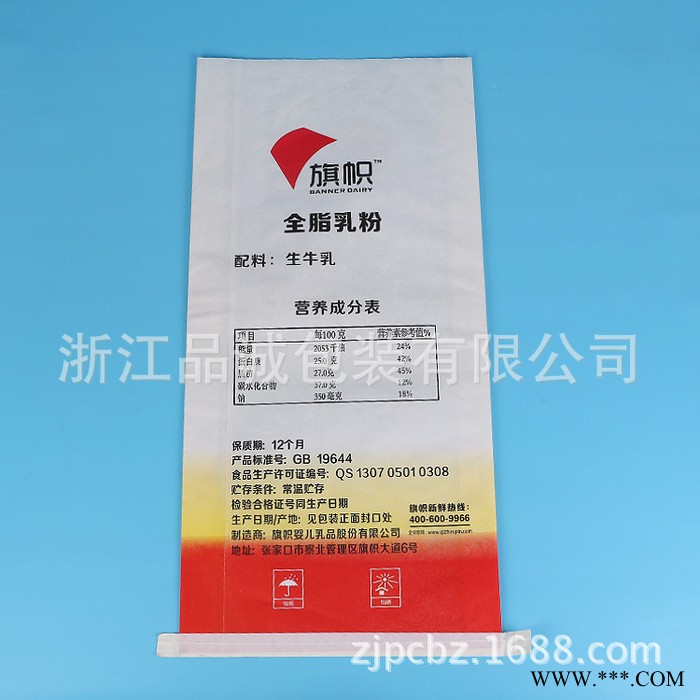 旗帜™
BANNER DAIRY
全脂乳粉
配料：生牛乳
营养成分表
项目 每100克 营养素参考值%
能量 2053千焦 24%
蛋白质 25.0克 42%
脂肪 27.0克 45%
碳水化合物 37.0克 12%
钠 350毫克 18%
浙江品诚包装有限公司
保质期：12个月
产品标准号：GB 19644
食品生产许可证编号：QS 1307 0501 0308
贮存条件：常温贮存
检验合格证号同生产日期
生产日期/产地：见包装正面封口处
旗帜新鲜热线：
400-600-9966
制造商：旗帜婴儿乳品股份有限公司
地址：张家口市察北管理区旗帜大道6号
怕雨
怕晒
zjpcbz.1688.com
www.***.com